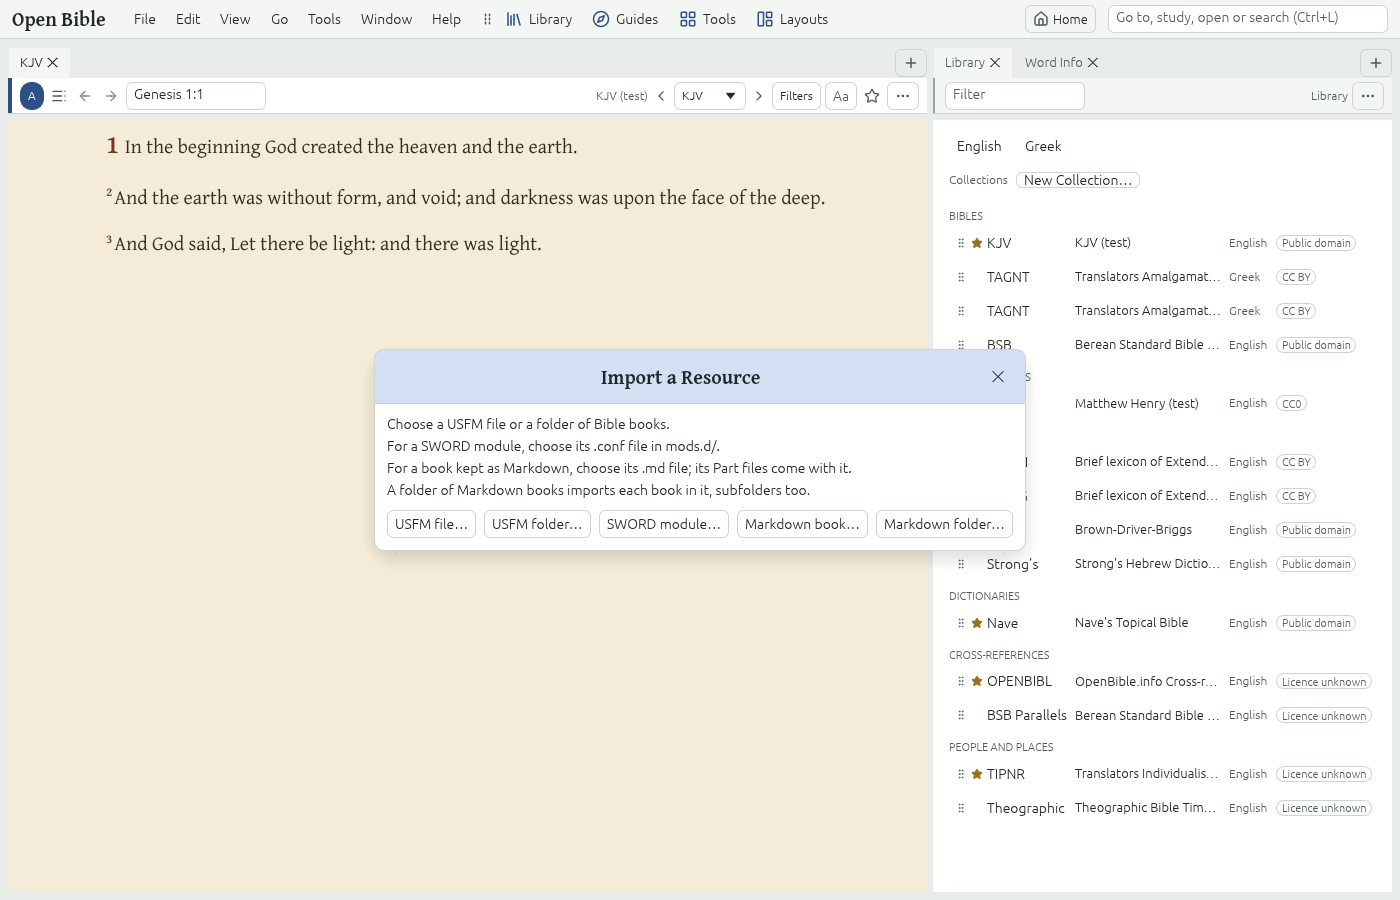 Open Bible File Edit View Go Tools Window Help Library Guides Tools Layouts Home Go to, study, open or search (Ctrl+L)
KJV
Library Word Info
A Genesis 1:1 KJV (test) KJV Filters Aa
Filter Library
1 In the beginning God created the heaven and the earth.
2 And the earth was without form, and void; and darkness was upon the face of the deep.
3 And God said, Let there be light: and there was light.
Import a Resource
Choose a USFM file or a folder of Bible books.
For a SWORD module, choose its .conf file in mods.d/.
For a book kept as Markdown, choose its .md file; its Part files come with it.
A folder of Markdown books imports each book in it, subfolders too.
USFM file... USFM folder... SWORD module... Markdown book... Markdown folder...
English Greek
Collections New Collection...
BIBLES
KJV KJV (test) English Public domain
TAGNT Translators Amalgamat... Greek CC BY
TAGNT Translators Amalgamat... Greek CC BY
BSB Berean Standard Bible ... English Public domain
Matthew Henry (test) English CC0
Brief lexicon of Extend... English CC BY
Brief lexicon of Extend... English CC BY
Brown-Driver-Briggs English Public domain
Strong's Strong's Hebrew Dictio... English Public domain
DICTIONARIES
Nave Nave's Topical Bible English Public domain
CROSS-REFERENCES
OPENBIBL OpenBible.info Cross-r... English Licence unknown
BSB Parallels Berean Standard Bible ... English Licence unknown
PEOPLE AND PLACES
TIPNR Translators Individualis... English Licence unknown
Theographic Theographic Bible Tim... English Licence unknown